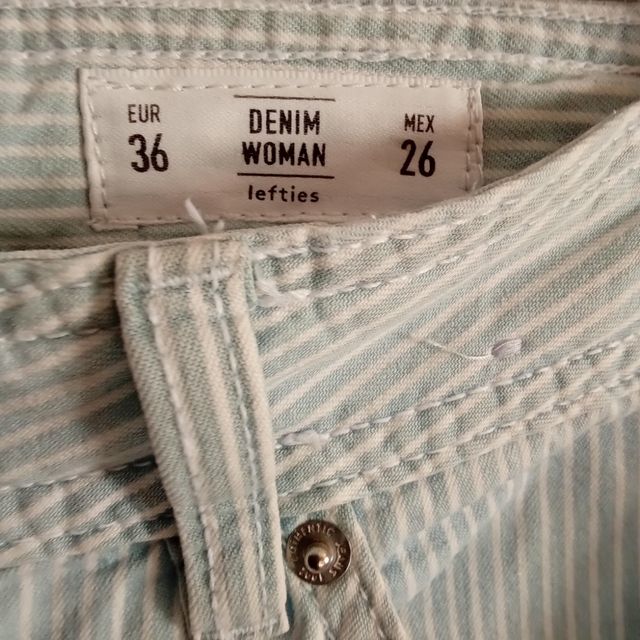 EUR
36
DENIM
WOMAN
lefties
MEX
26